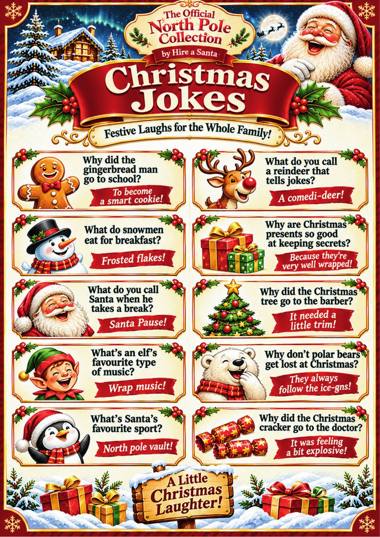 The Official
North Pole
Collection
by Hire a Santa
Christmas
Jokes
Festive Laughs for the Whole Family!
Why did the
gingerbread man
go to school?
To become
a smart cookie!
What do you call
a reindeer that
tells jokes?
A comedi-deer!
What do snowmen
eat for breakfast?
Frosted flakes!
Why are Christmas
presents so good
at keeping secrets?
Because they're
very well wrapped!
What do you call
Santa when he
takes a break?
Santa Pause!
Why did the Christmas
tree go to the barber?
It needed a
little trim!
What's an elf's
favourite type
of music?
Wrap music!
Why don't polar bears
get lost at Christmas?
They always
follow the ice-gns!
What's Santa's
favourite sport?
North pole vault!
Why did the Christmas
cracker go to the doctor?
It was feeling
a bit explosive!
A Little
Christmas
Laughter!